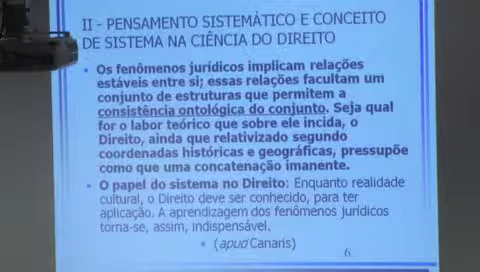 II - PENSAMENTO SISTEMÁTICO E CONCEITO
DE SISTEMA NA CIÊNCIA DO DIREITO
• Os fenômenos jurídicos implicam relações
estáveis entre si; essas relações facultam um
conjunto de estruturas que permitem a
consistência ontológica do conjunto. Seja qual
for o labor teórico que sobre ele incida, o
Direito, ainda que relativizado segundo
coordenadas históricas e geográficas, pressupõe
como que uma concatenação imanente.
• O papel do sistema no Direito: Enquanto realidade
cultural, o Direito deve ser conhecido, para ter
aplicação. A aprendizagem dos fenômenos jurídicos
torna-se, assim, indispensável.
• (apud Canaris)
6